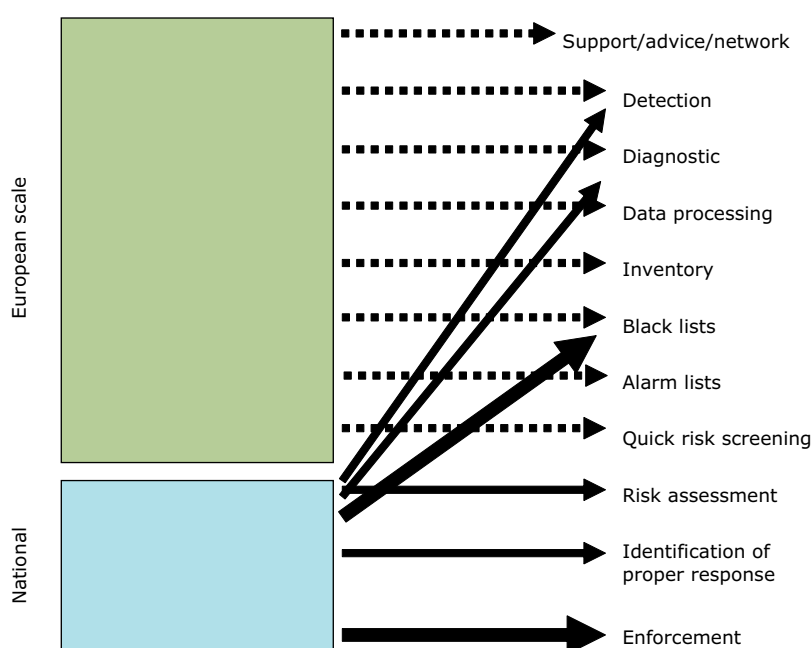 European scale
National
Support/advice/network
Detection
Diagnostic
Data processing
Inventory
Black lists
Alarm lists
Quick risk screening
Risk assessment
Identification of
proper response
Enforcement